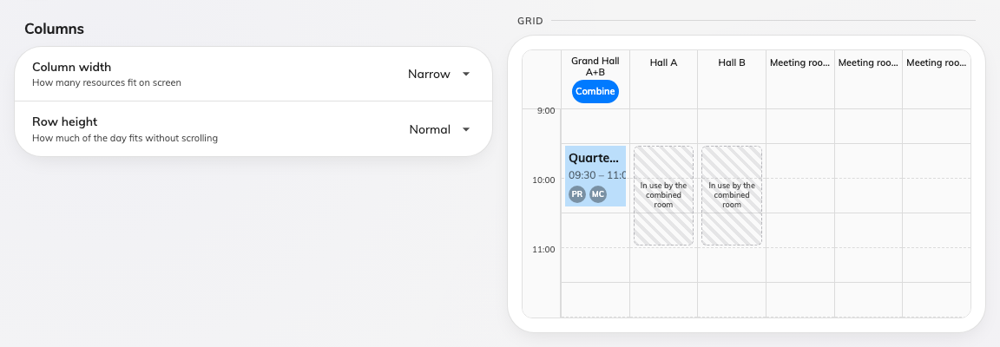 Columns
Column width
How many resources fit on screen
Narrow
Row height
How much of the day fits without scrolling
Normal
GRID
Grand Hall
A+B
Combine
Hall A
Hall B
Meeting roo...
Meeting roo...
Meeting roo...
9:00
10:00
11:00
Quarte...
09:30 – 11:0
PR
MC
In use by the
combined
room
In use by the
combined
room